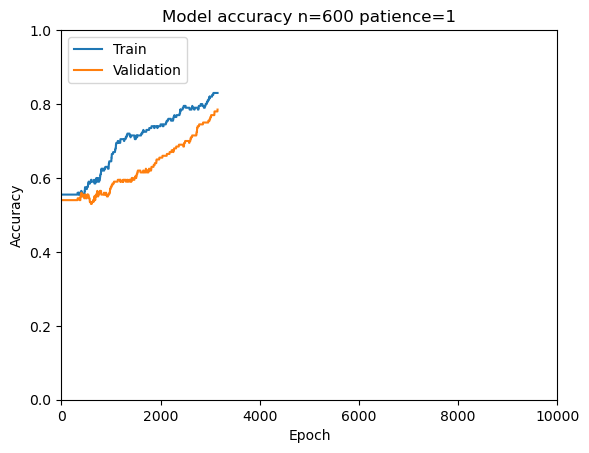 Model accuracy n=600 patience=1
Train
Validation
Accuracy
1.0
0.8
0.6
0.4
0.2
0.0
0 2000 4000 6000 8000 10000
Epoch